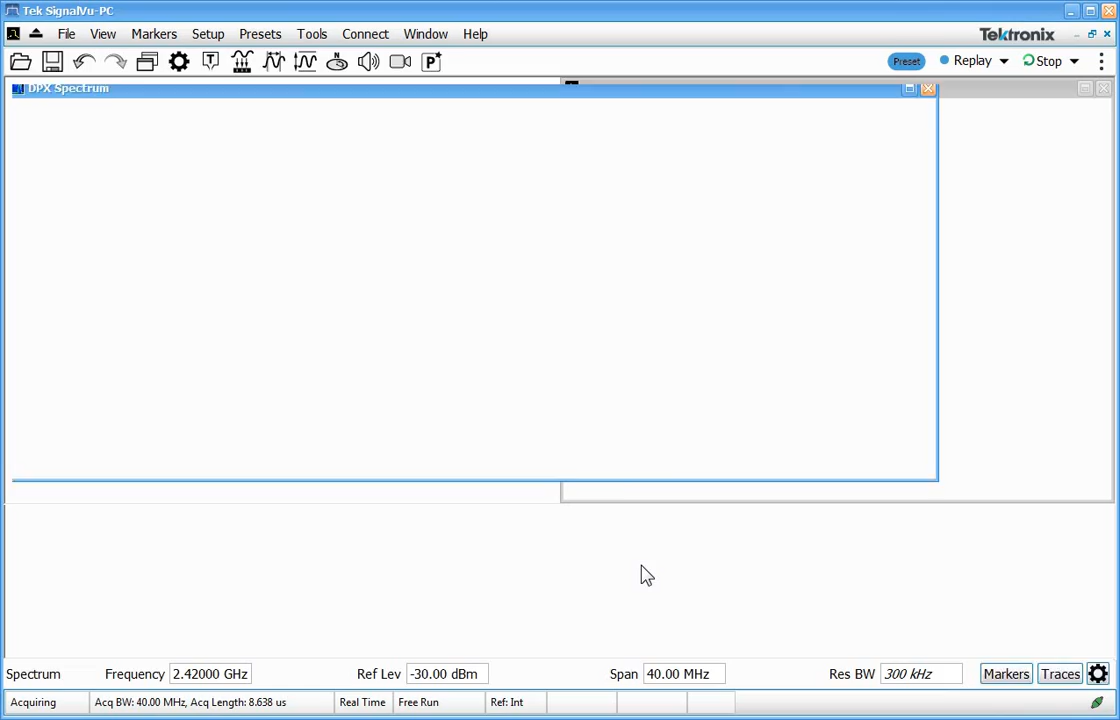 Tek SignalVu-PC
File View Markers Setup Presets Tools Connect Window Help Tektronix
T P Preset Replay Stop
DPX Spectrum
Spectrum Frequency 2.42000 GHz Ref Lev -30.00 dBm Span 40.00 MHz Res BW 300 kHz Markers Traces
Acquiring Acq BW: 40.00 MHz, Acq Length: 8.638 us Real Time Free Run Ref: Int